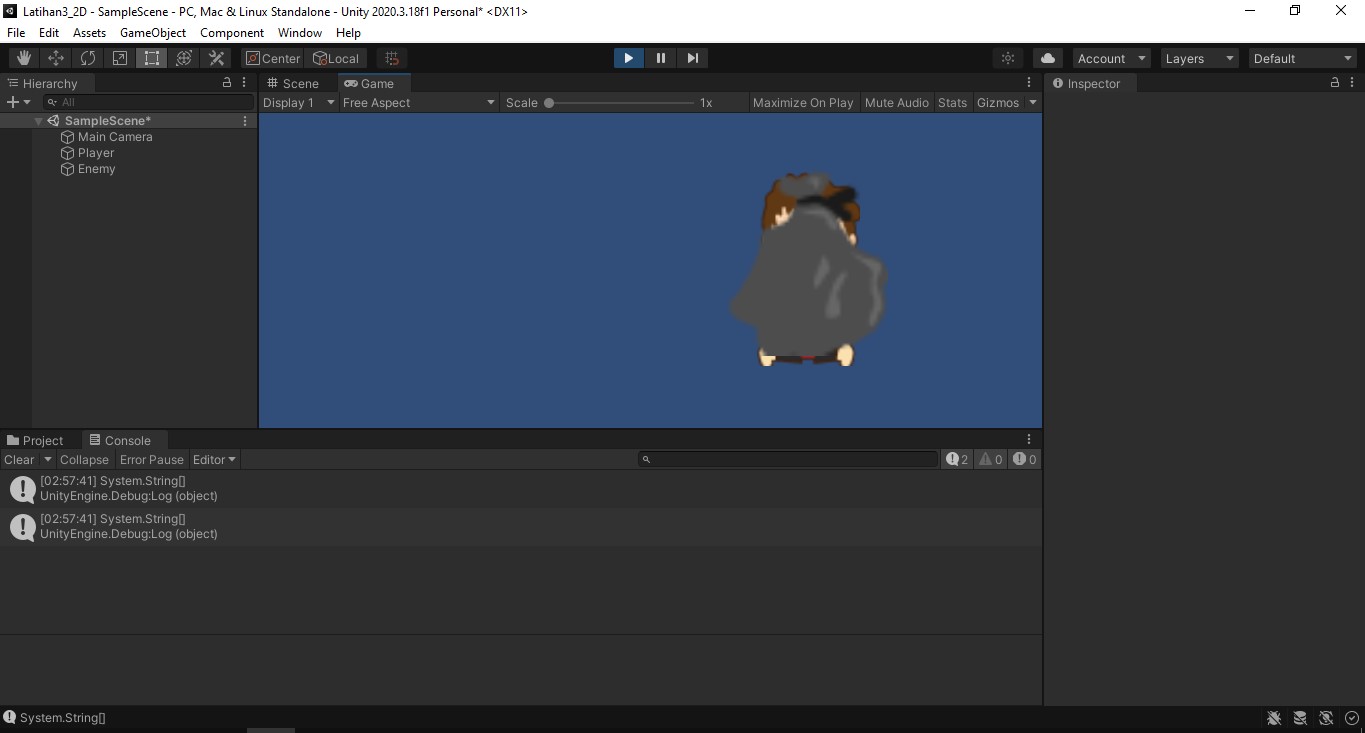 Latihan3_2D - SampleScene - PC, Mac & Linux Standalone - Unity 2020.3.18f1 Personal* <DX11>
File Edit Assets GameObject Component Window Help
Center Local Account Layers Default
Hierarchy
All
SampleScene*
Main Camera
Player
Enemy
Scene Game
Display 1 Free Aspect Scale 1x Maximize On Play Mute Audio Stats Gizmos
Inspector
Project Console
Clear Collapse Error Pause Editor 2 0 0
[02:57:41] System.String[]
UnityEngine.Debug:Log (object)
[02:57:41] System.String[]
UnityEngine.Debug:Log (object)
System.String[]